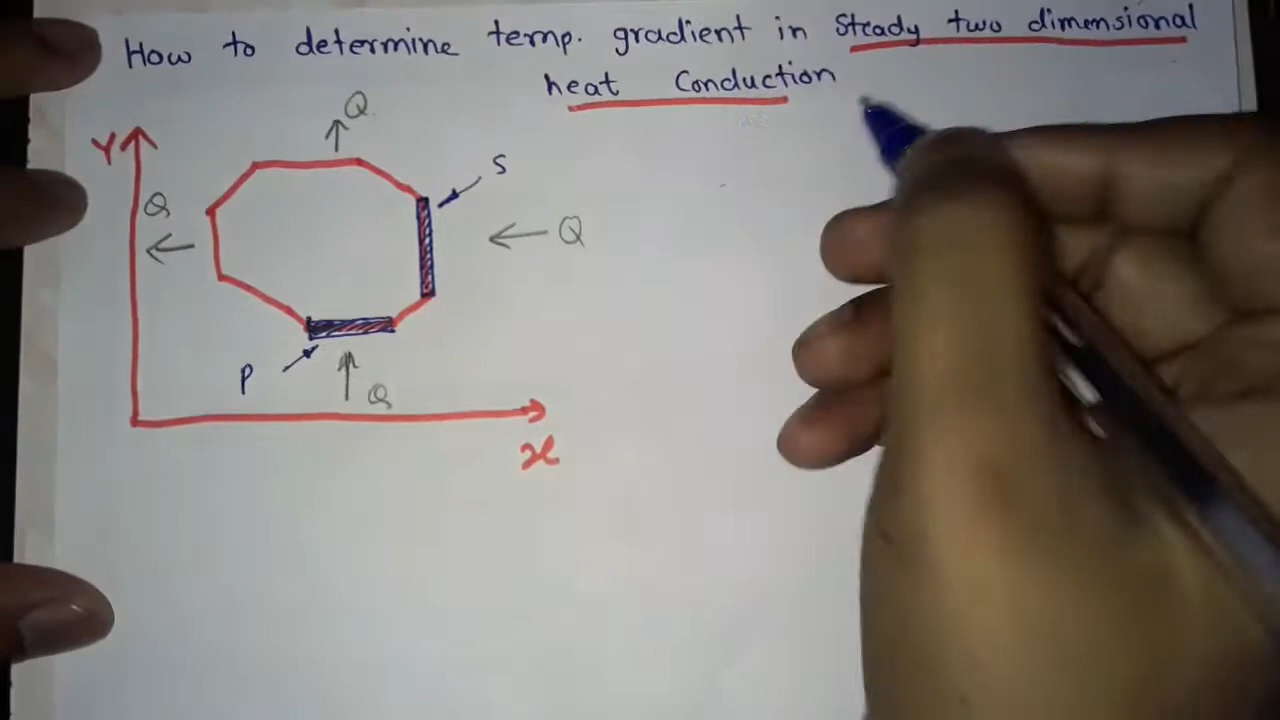 How to determine temp. gradient in Steady two dimensional
heat Conduction
Q
Y
S
Q
Q
P
Q
x